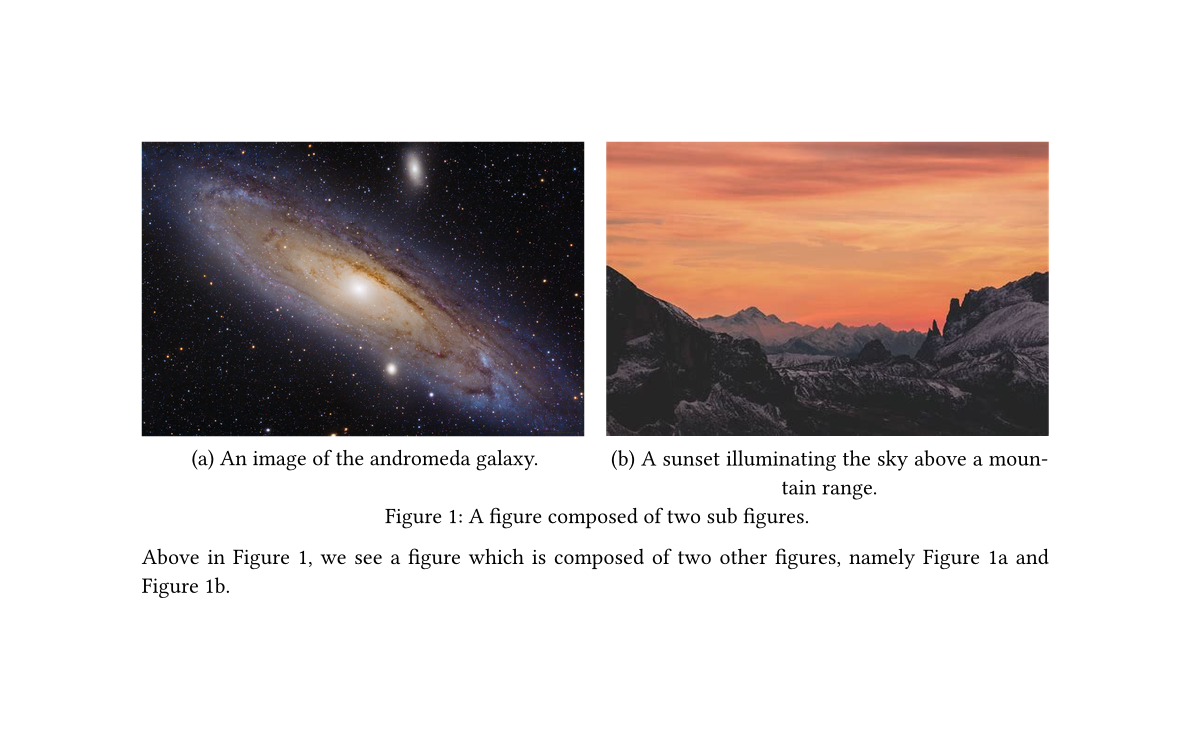 (a) An image of the andromeda galaxy.
(b) A sunset illuminating the sky above a moun-
tain range.
Figure 1: A figure composed of two sub figures.
Above in Figure 1, we see a figure which is composed of two other figures, namely Figure 1a and
Figure 1b.